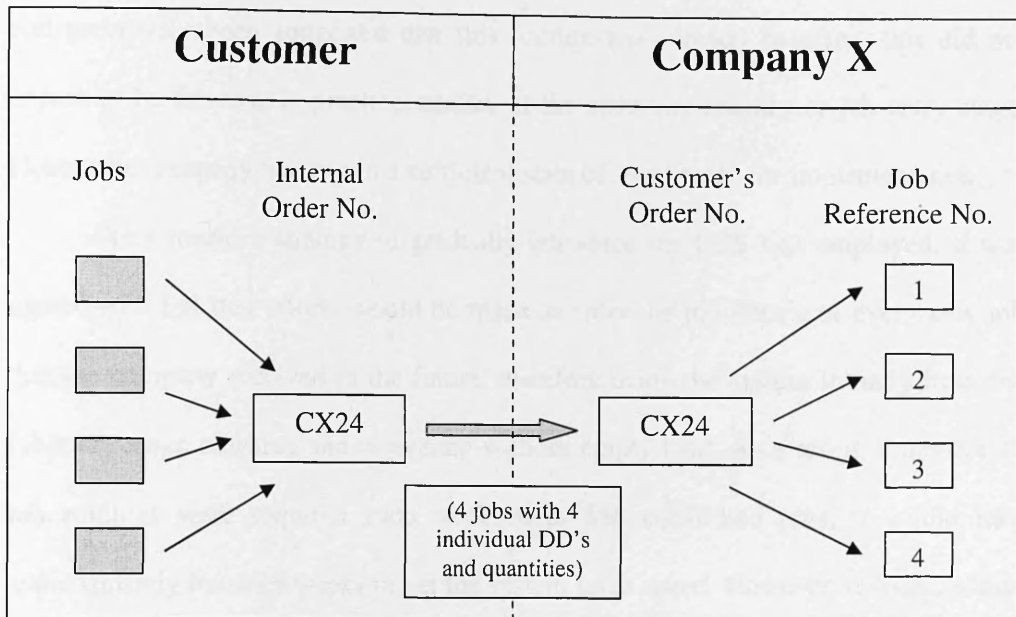 Customer
Company X
Jobs
Internal
Order No.
Customer's
Order No.
Job
Reference No.
CX24
CX24
(4 jobs with 4
individual DD's
and quantities)
1
2
3
4